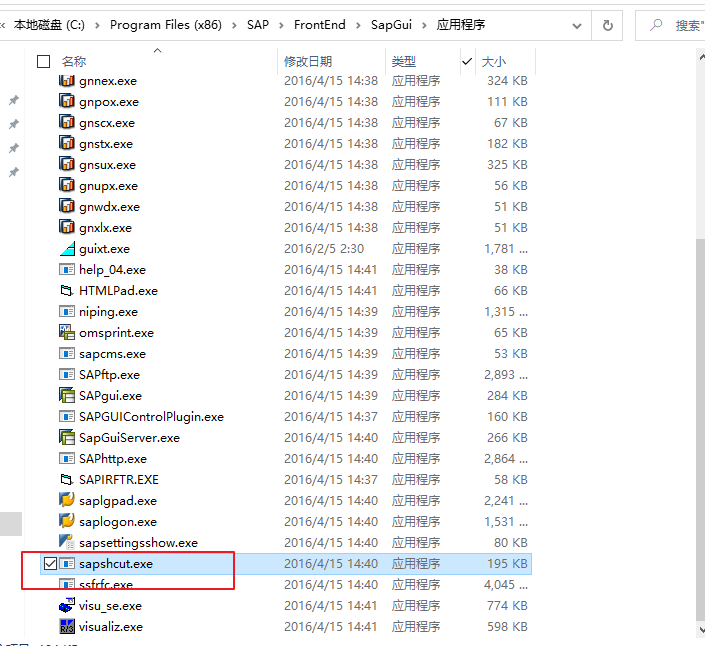 本地磁盘 (C:) › Program Files (x86) › SAP › FrontEnd › SapGui › 应用程序 搜索"
名称 修改日期 类型 大小
gnnex.exe 2016/4/15 14:38 应用程序 324 KB
gnpox.exe 2016/4/15 14:38 应用程序 111 KB
gnscx.exe 2016/4/15 14:38 应用程序 67 KB
gnstx.exe 2016/4/15 14:38 应用程序 182 KB
gnsux.exe 2016/4/15 14:38 应用程序 325 KB
gnupx.exe 2016/4/15 14:38 应用程序 56 KB
gnwdx.exe 2016/4/15 14:38 应用程序 51 KB
gnxlx.exe 2016/4/15 14:38 应用程序 51 KB
guixt.exe 2016/2/5 2:30 应用程序 1,781 ...
help_04.exe 2016/4/15 14:41 应用程序 38 KB
HTMLPad.exe 2016/4/15 14:41 应用程序 66 KB
niping.exe 2016/4/15 14:39 应用程序 1,315 ...
omsprint.exe 2016/4/15 14:39 应用程序 65 KB
sapcms.exe 2016/4/15 14:39 应用程序 53 KB
SAPftp.exe 2016/4/15 14:39 应用程序 2,893 ...
SAPgui.exe 2016/4/15 14:39 应用程序 284 KB
SAPGUIControlPlugin.exe 2016/4/15 14:37 应用程序 160 KB
SapGuiServer.exe 2016/4/15 14:40 应用程序 266 KB
SAPhttp.exe 2016/4/15 14:40 应用程序 2,864 ...
SAPIRFTR.EXE 2016/4/15 14:37 应用程序 58 KB
saplgpad.exe 2016/4/15 14:40 应用程序 2,241 ...
saplogon.exe 2016/4/15 14:40 应用程序 1,531 ...
sapsettingsshow.exe 2016/4/15 14:40 应用程序 80 KB
sapshcut.exe 2016/4/15 14:40 应用程序 195 KB
ssfrfc.exe 2016/4/15 14:40 应用程序 4,045 ...
visu_se.exe 2016/4/15 14:41 应用程序 774 KB
visualiz.exe 2016/4/15 14:41 应用程序 598 KB